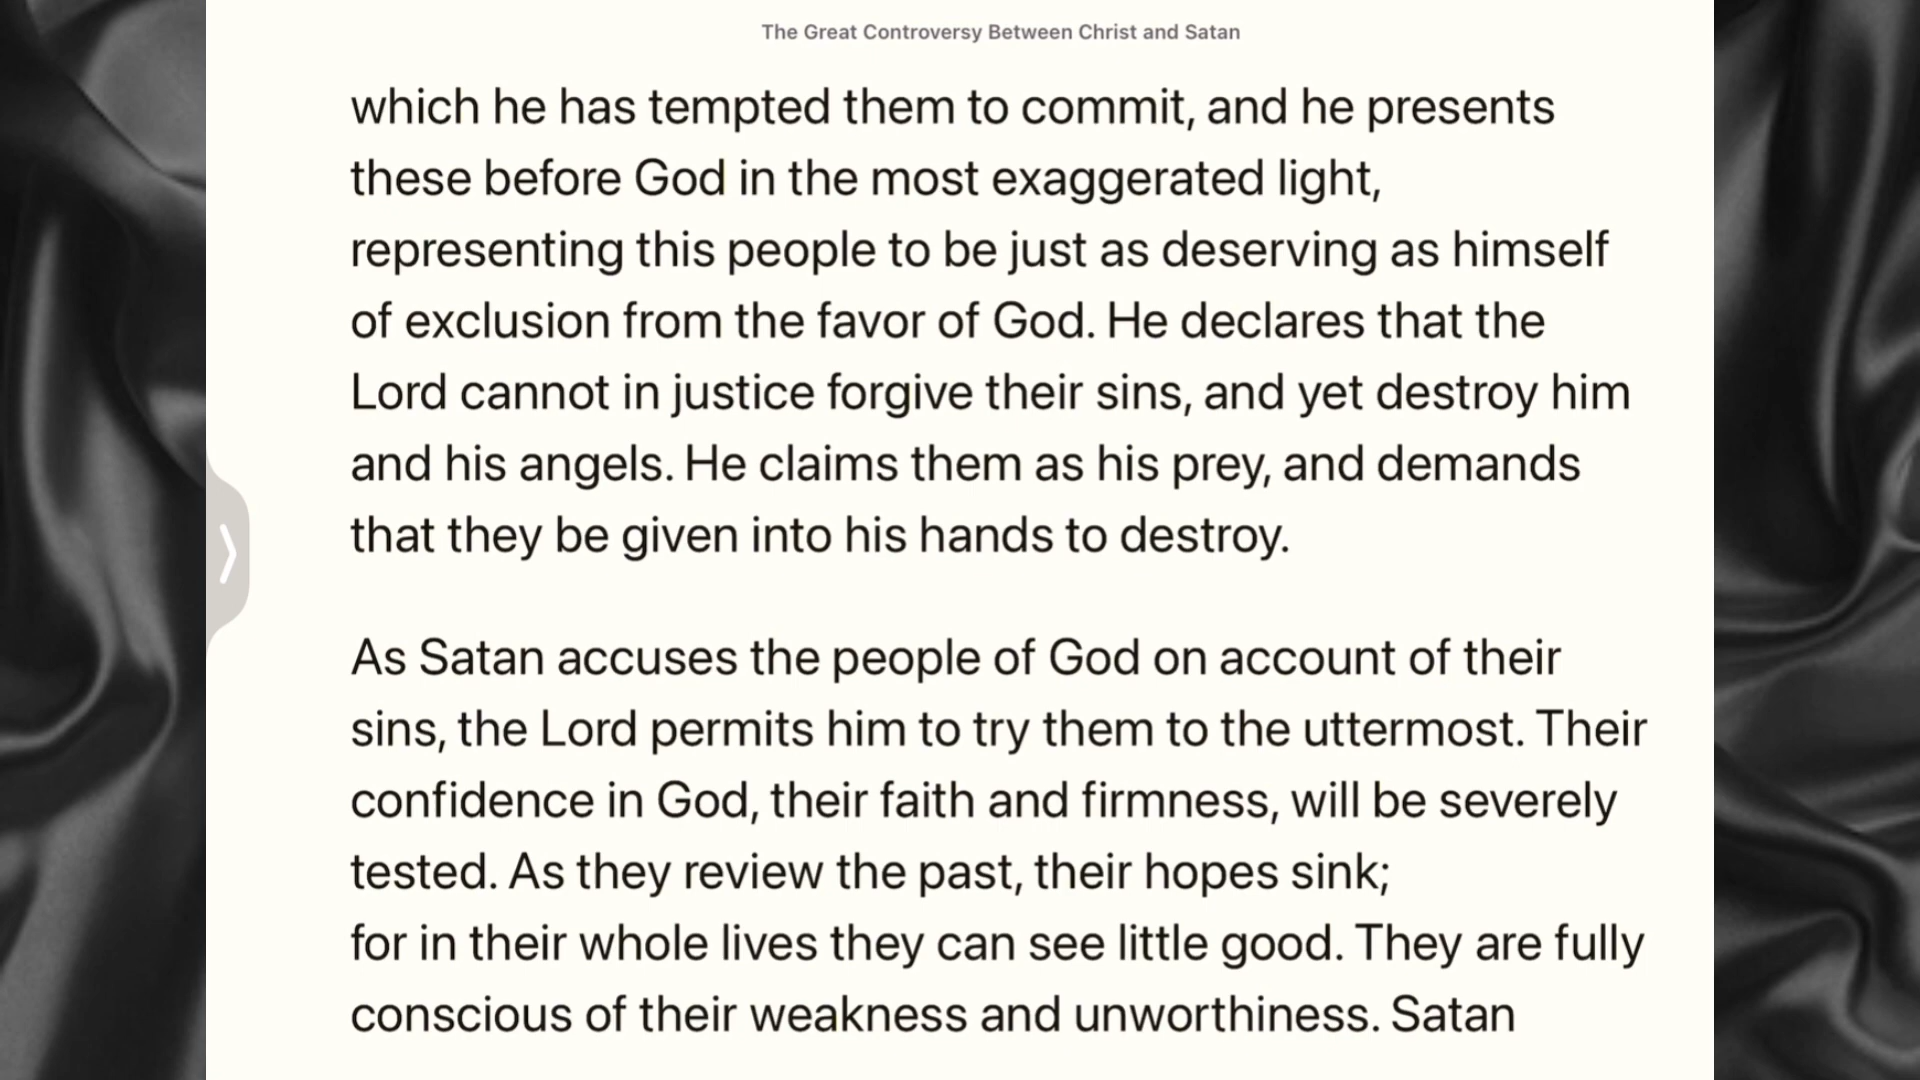 The Great Controversy Between Christ and Satan
which he has tempted them to commit, and he presents
these before God in the most exaggerated light,
representing this people to be just as deserving as himself
of exclusion from the favor of God. He declares that the
Lord cannot in justice forgive their sins, and yet destroy him
and his angels. He claims them as his prey, and demands
that they be given into his hands to destroy.
As Satan accuses the people of God on account of their
sins, the Lord permits him to try them to the uttermost. Their
confidence in God, their faith and firmness, will be severely
tested. As they review the past, their hopes sink;
for in their whole lives they can see little good. They are fully
conscious of their weakness and unworthiness. Satan